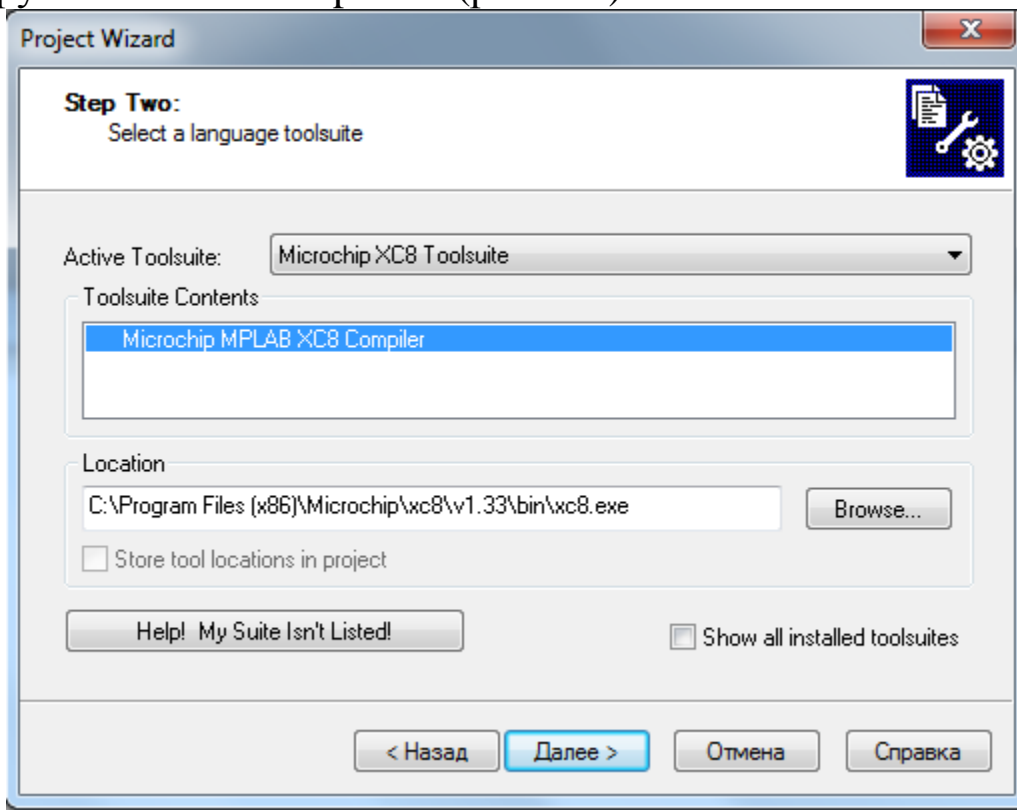 Project Wizard
Step Two:
Select a language toolsuite
Active Toolsuite: Microchip XC8 Toolsuite
Toolsuite Contents
Microchip MPLAB XC8 Compiler
Location
C:\Program Files (x86)\Microchip\xc8\v1.33\bin\xc8.exe Browse...
Store tool locations in project
Help! My Suite Isn't Listed! Show all installed toolsuites
< Назад Далее > Отмена Справка